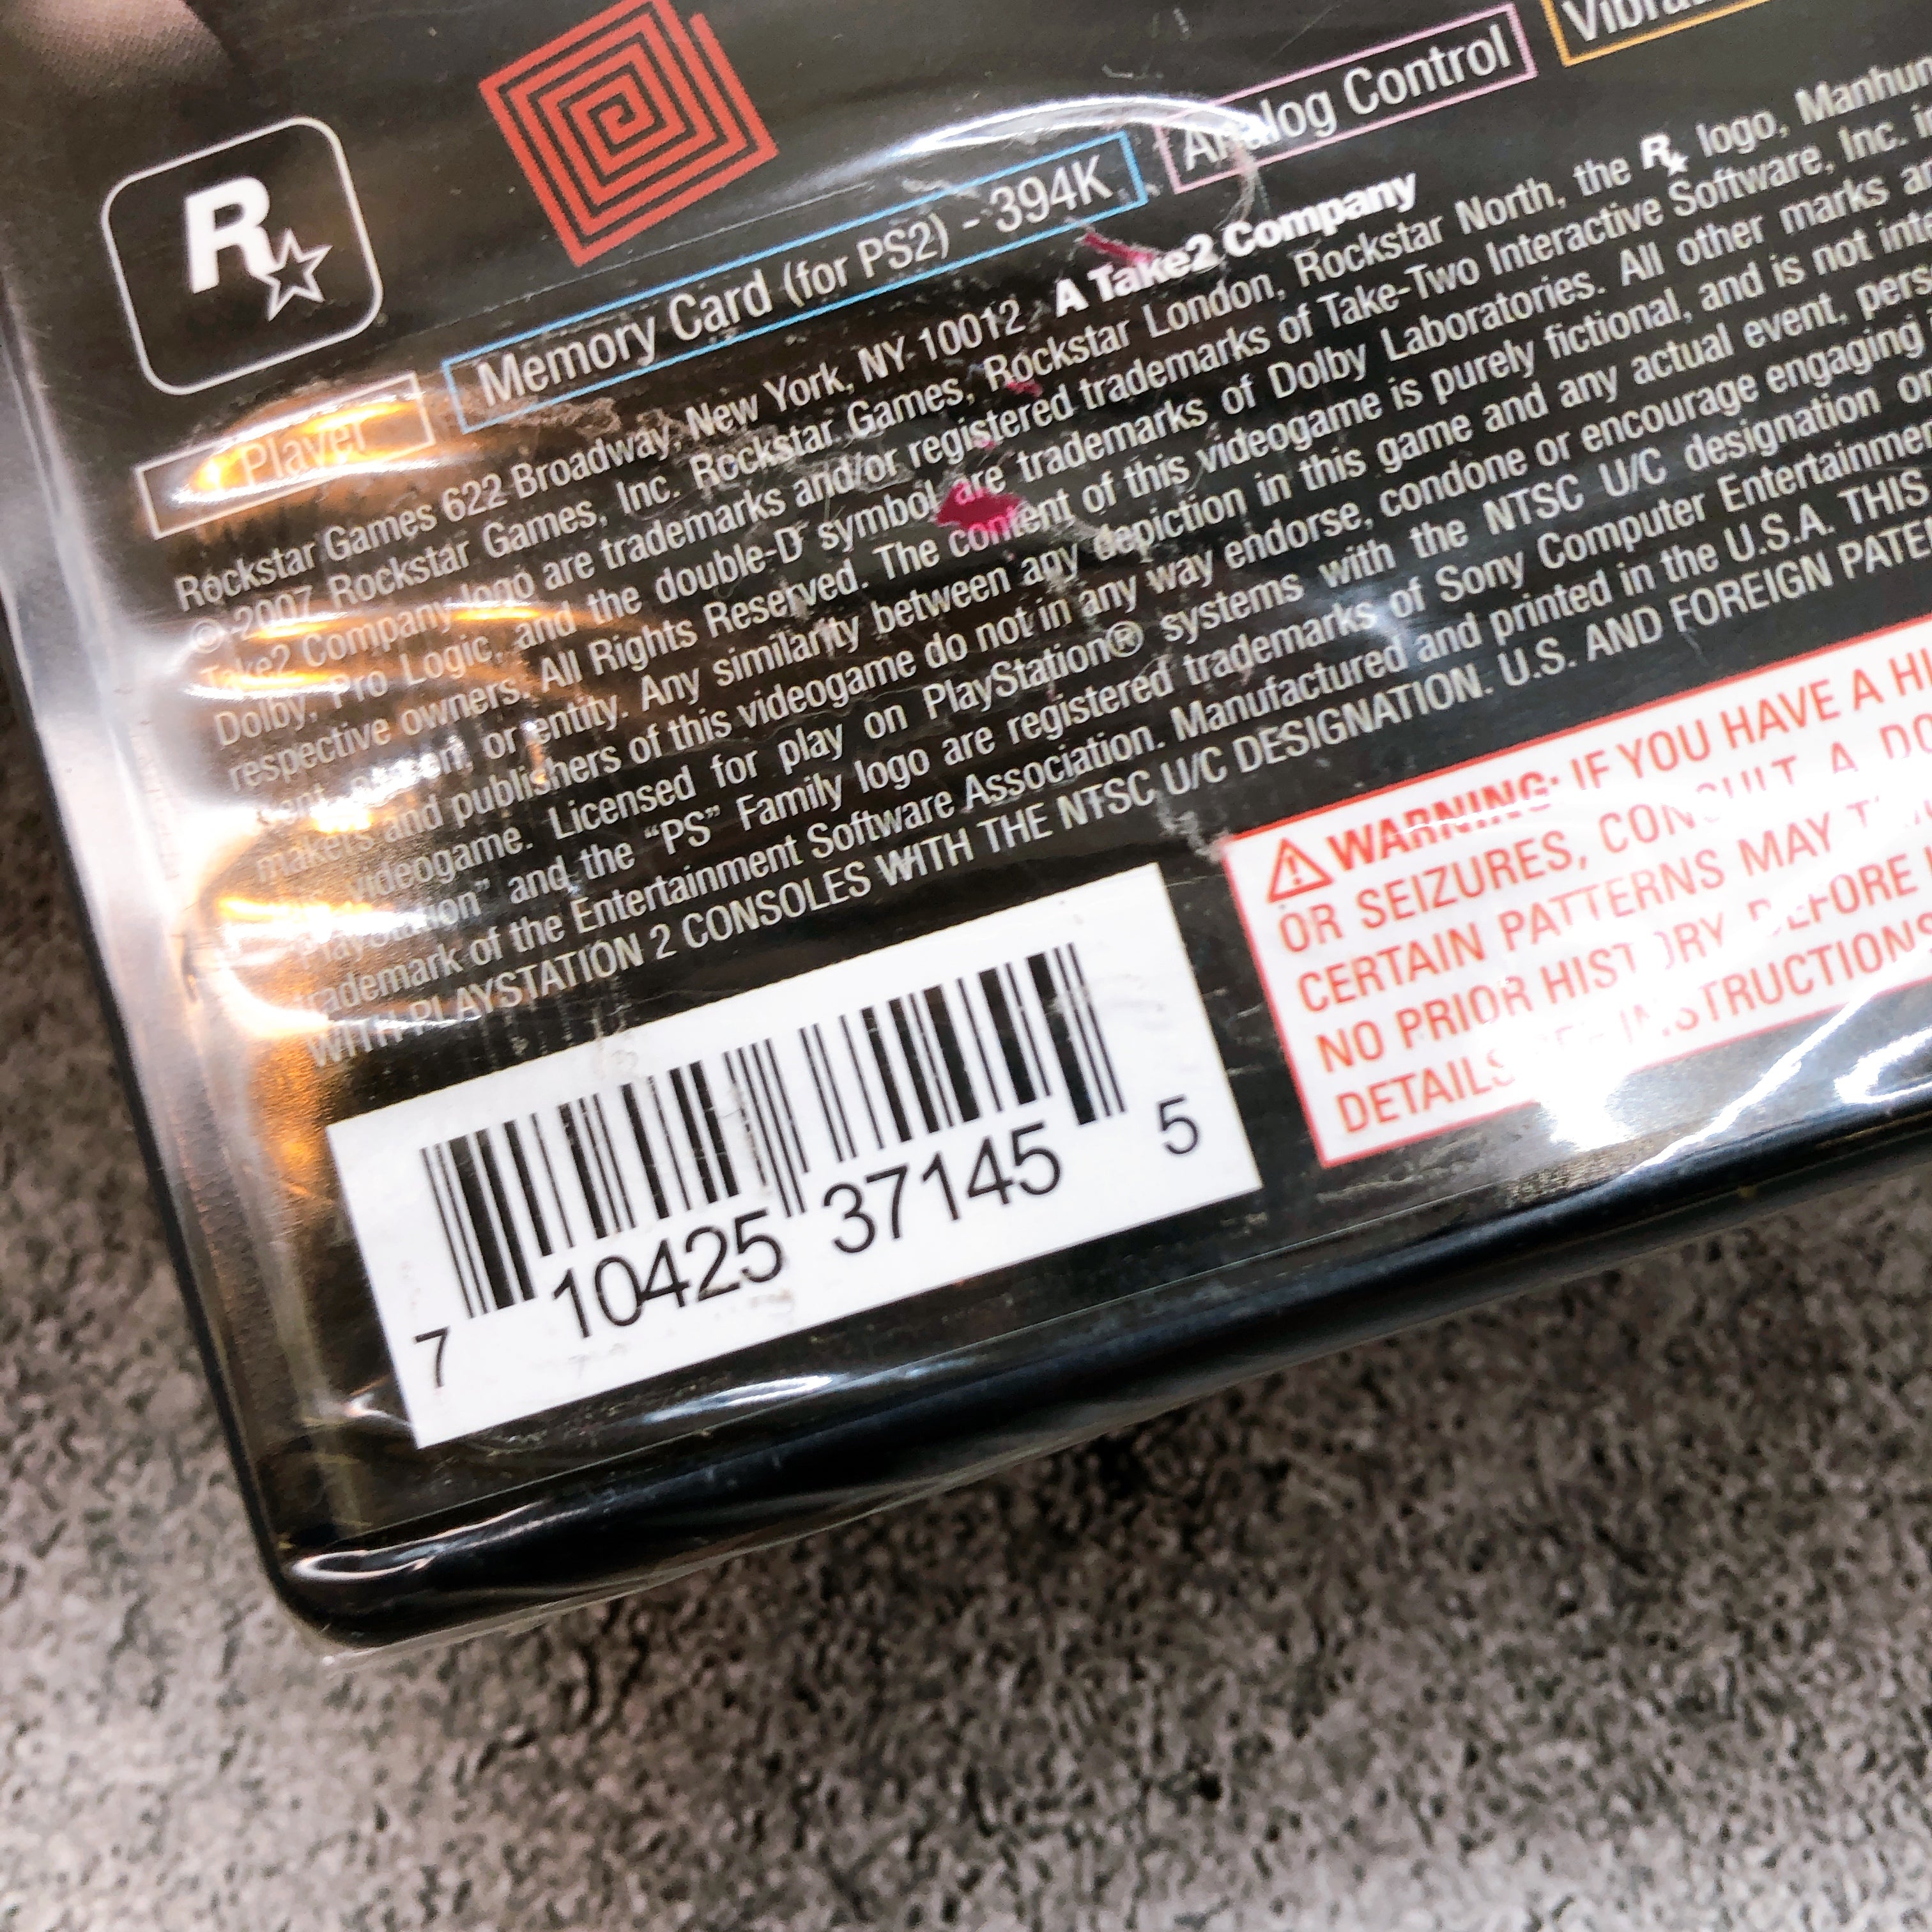 R
Player
Memory Card (for PS2) - 394K
Analog Control
Rockstar Games 622 Broadway, New York, NY 10012 A Take2 Company
© 2007 Rockstar Games, Inc. Rockstar Games, Rockstar London, Rockstar North, the R logo,
Take2 Company logo are trademarks and/or registered trademarks of Take-Two Interactive Software, Inc.
Dolby, Pro Logic, and the double-D symbol are trademarks of Dolby Laboratories. All other marks
respective owners. All Rights Reserved. The content of this videogame is purely fictional, and is not
or entity. Any similarity between any depiction in this game and any actual event,
makers and publishers of this videogame do not in any way endorse, condone or encourage engaging
videogame. Licensed for play on PlayStation® systems with the NTSC U/C designation
"PlayStation" and the "PS" Family logo are registered trademarks of Sony Computer Entertainment
trademark of the Entertainment Software Association. Manufactured and printed in the U.S.A. THIS
WITH PLAYSTATION 2 CONSOLES WITH THE NTSC U/C DESIGNATION. U.S. AND FOREIGN
WARNING: IF YOU HAVE A
OR SEIZURES, CONSULT A
CERTAIN PATTERNS MAY
NO PRIOR HISTORY BEFORE
DETAILS INSTRUCTIONS
7 10425 37145 5